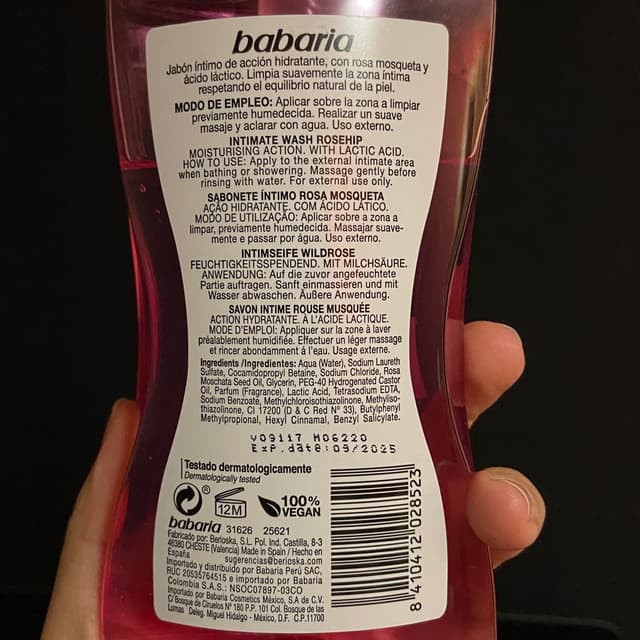 babaria
Jabón íntimo de acción hidratante, con rosa mosqueta y
ácido láctico. Limpia suavemente la zona íntima
respetando el equilibrio natural de la piel.
MODO DE EMPLEO: Aplicar sobre la zona a limpiar
previamente humedecida. Realizar un suave
masaje y aclarar con agua. Uso externo.
INTIMATE WASH ROSEHIP
MOISTURISING ACTION. WITH LACTIC ACID.
HOW TO USE: Apply to the external intimate area
when bathing or showering. Massage gently before
rinsing with water. For external use only.
SABONETE ÍNTIMO ROSA MOSQUETA
AÇÃO HIDRATANTE. COM ÁCIDO LÁTICO.
MODO DE UTILIZAÇÃO: Aplicar sobre a zona a
limpar, previamente humedecida. Massajar suave-
mente e passar por água. Uso externo.
INTIMSEIFE WILDROSE
FEUCHTIGKEITSSPENDEND. MIT MILCHSÄURE.
ANWENDUNG: Auf die zuvor angefeuchtete
Partie auftragen. Sanft einmassieren und mit
Wasser abwaschen. Äußere Anwendung.
SAVON INTIME ROUSE MUSQUÉE
ACTION HYDRATANTE. À L'ACIDE LACTIQUE.
MODE D'EMPLOI: Appliquer sur la zone à laver
préalablement humidifiée. Effectuer un léger massage
et rincer abondamment á l'eau. Usage externe.
Ingredients /Ingredientes: Aqua (Water), Sodium Laureth
Sulfate, Cocamidopropyl Betaine, Sodium Chloride, Rosa
Moschata Seed Oil, Glycerin, PEG-40 Hydrogenated Castor
Oil, Parfum (Fragrance), Lactic Acid, Tetrasodium EDTA,
Sodium Benzoate, Methylchloroisothiazolinone, Methyliso-
thiazolinone, CI 17200 (D & C Red Nº 33), Butylphenyl
Methylpropional, Hexyl Cinnamal, Benzyl Salicylate.
V09117 M06220
Exp.date:09/2025
Testado dermatologicamente
Dermatologically tested
®
12M
100%
VEGAN
babaria 31626 25621
Fabricado por: Berioska, S.L. Pol. Ind. Castilla, 8-3
46380 CHESTE (Valencia) Made in Spain / Hecho en
España sugerencias@berioska.com
Importado y distribuido por Babaria Perú SAC,
RUC 20535764515 e importado por Babaria
Colombia S.A.S.: NSOC07897-03CO
Importado por Babaria Cosmetics México, S.A de C.V.
C/ Bosque de Ciruelos Nº 180 P.P. 101 Col. Bosque de las
Lomas Deleg. Miguel Hidalgo - México, D.F. C.P.11700
8 410412 028523